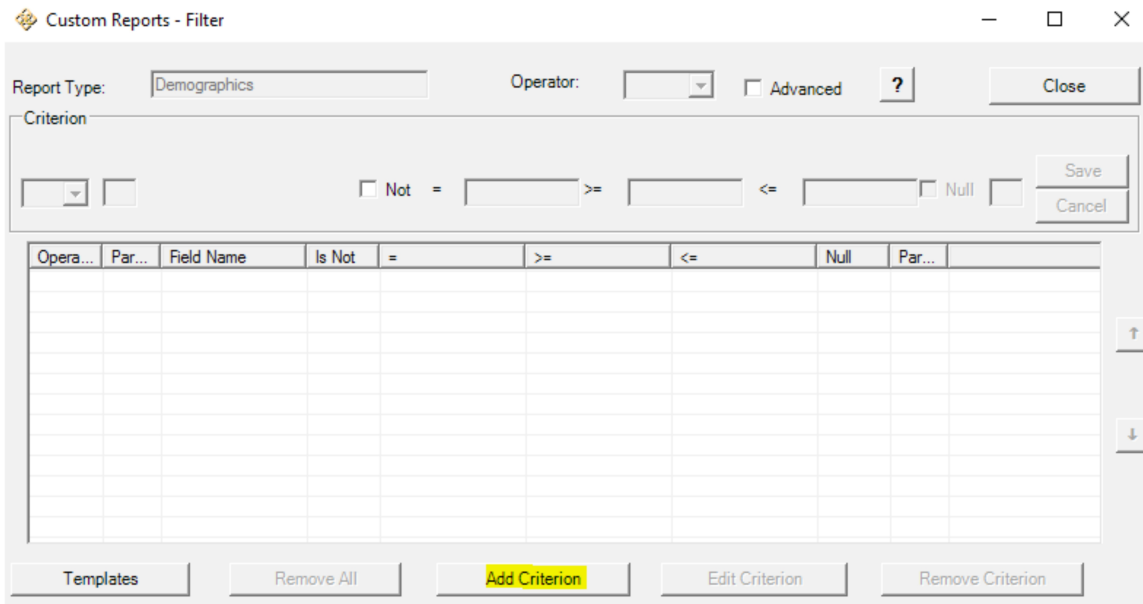 Custom Reports - Filter
Report Type: Demographics Operator: Advanced ? Close
Criterion
Not = >= <= Null Save
Cancel
Opera... Par... Field Name Is Not = >= <= Null Par...
↑
↓
Templates Remove All Add Criterion Edit Criterion Remove Criterion